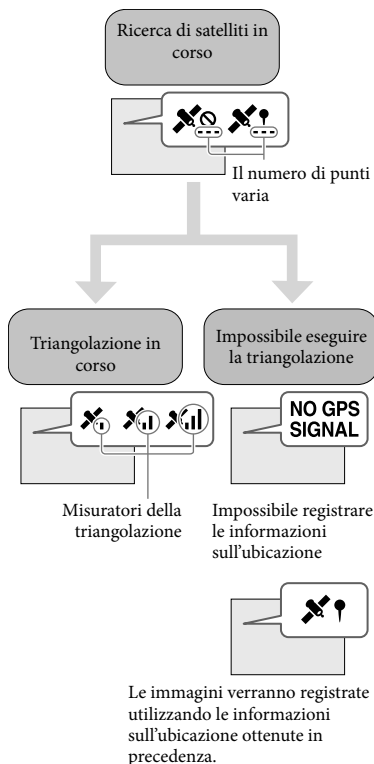 Ricerca di satelliti in
corso
Il numero di punti
varia
Triangolazione in
corso
Impossibile eseguire
la triangolazione
NO GPS
SIGNAL
Misuratori della
triangolazione
Impossibile registrare
le informazioni
sull'ubicazione
Le immagini verranno registrate
utilizzando le informazioni
sull'ubicazione ottenute in
precedenza.